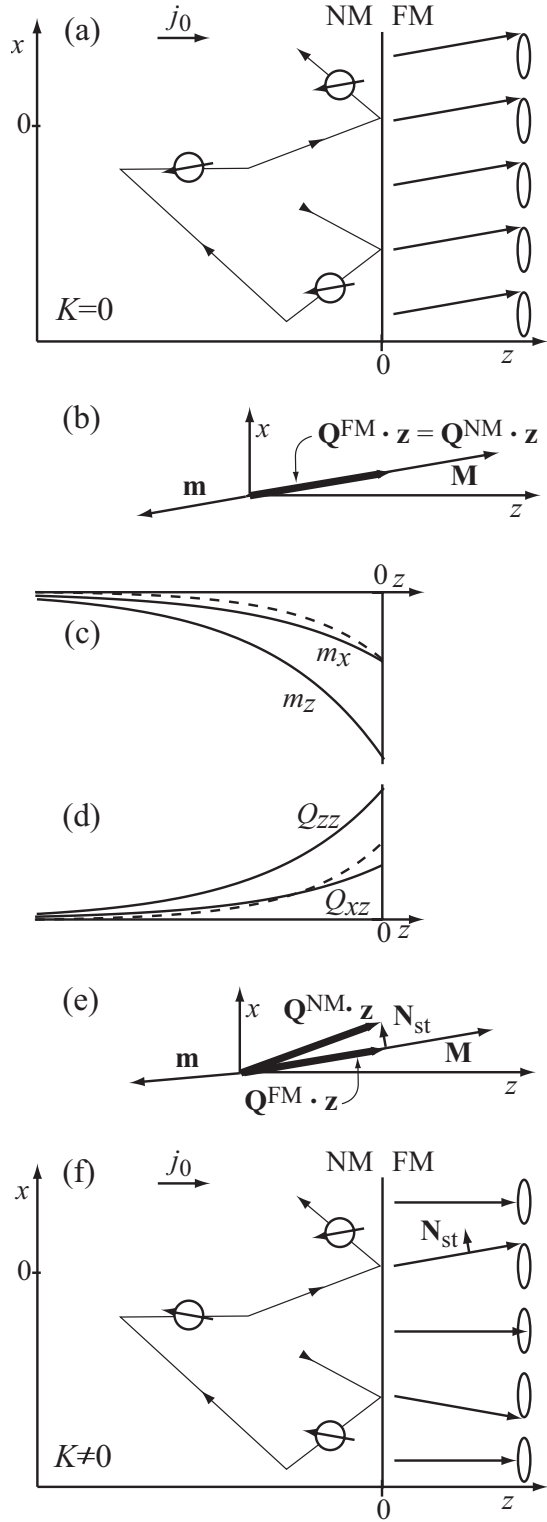 (a) j₀ NM FM
x
0
K=0
0 z
(b) x Q^FM · z = Q^NM · z
m M
z
0 z
(c)
m_x
m_z
(d) Q_zz
Q_xz
0 z
(e) x Q^NM · z N_st
m M
Q^FM · z z
(f) j₀ NM FM
x
N_st
0
K≠0
0 z